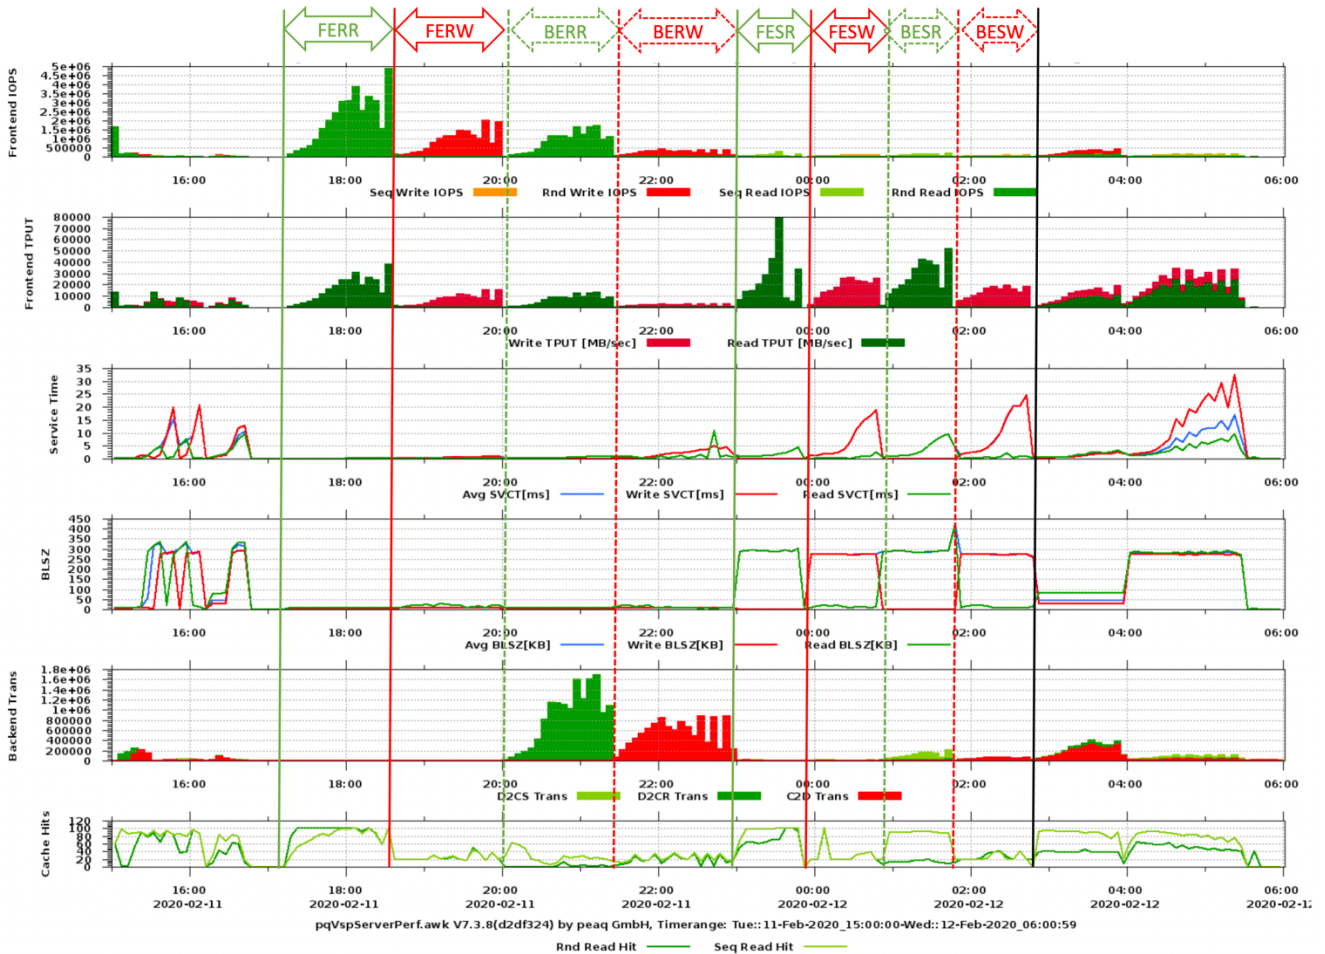 FERR FERW BERR BERW FESR FESW BESR BESW
Frontend IOPS
5e+06
4.5e+06
4e+06
3.5e+06
3e+06
2.5e+06
2e+06
1.5e+06
1e+06
500000
0
16:00 18:00 20:00 22:00 00:00 02:00 04:00 06:00
Seq Write IOPS Rnd Write IOPS Seq Read IOPS Rnd Read IOPS
Frontend TPUT
80000
70000
60000
50000
40000
30000
20000
10000
0
16:00 18:00 20:00 22:00 00:00 02:00 04:00 06:00
Write TPUT [MB/sec] Read TPUT [MB/sec]
Service Time
35
30
25
20
15
10
5
0
16:00 18:00 20:00 22:00 00:00 02:00 04:00 06:00
Avg SVCT[ms] Write SVCT[ms] Read SVCT[ms]
BLSZ
450
400
350
300
250
200
150
100
50
0
16:00 18:00 20:00 22:00 00:00 02:00 04:00 06:00
Avg BLSZ[KB] Write BLSZ[KB] Read BLSZ[KB]
Backend Trans
1.8e+06
1.6e+06
1.4e+06
1.2e+06
1e+06
800000
600000
400000
200000
0
16:00 18:00 20:00 22:00 00:00 02:00 04:00 06:00
D2CS Trans D2CR Trans C2D Trans
Cache Hits
120
100
80
60
40
20
0
16:00 18:00 20:00 22:00 00:00 02:00 04:00 06:00
2020-02-11 2020-02-11 2020-02-11 2020-02-11 2020-02-12 2020-02-12 2020-02-12 2020-02-12
pqVspServerPerf.awk V7.3.8(d2df324) by peaq GmbH, Timerange: Tue::11-Feb-2020_15:00:00-Wed::12-Feb-2020_06:00:59
Rnd Read Hit Seq Read Hit